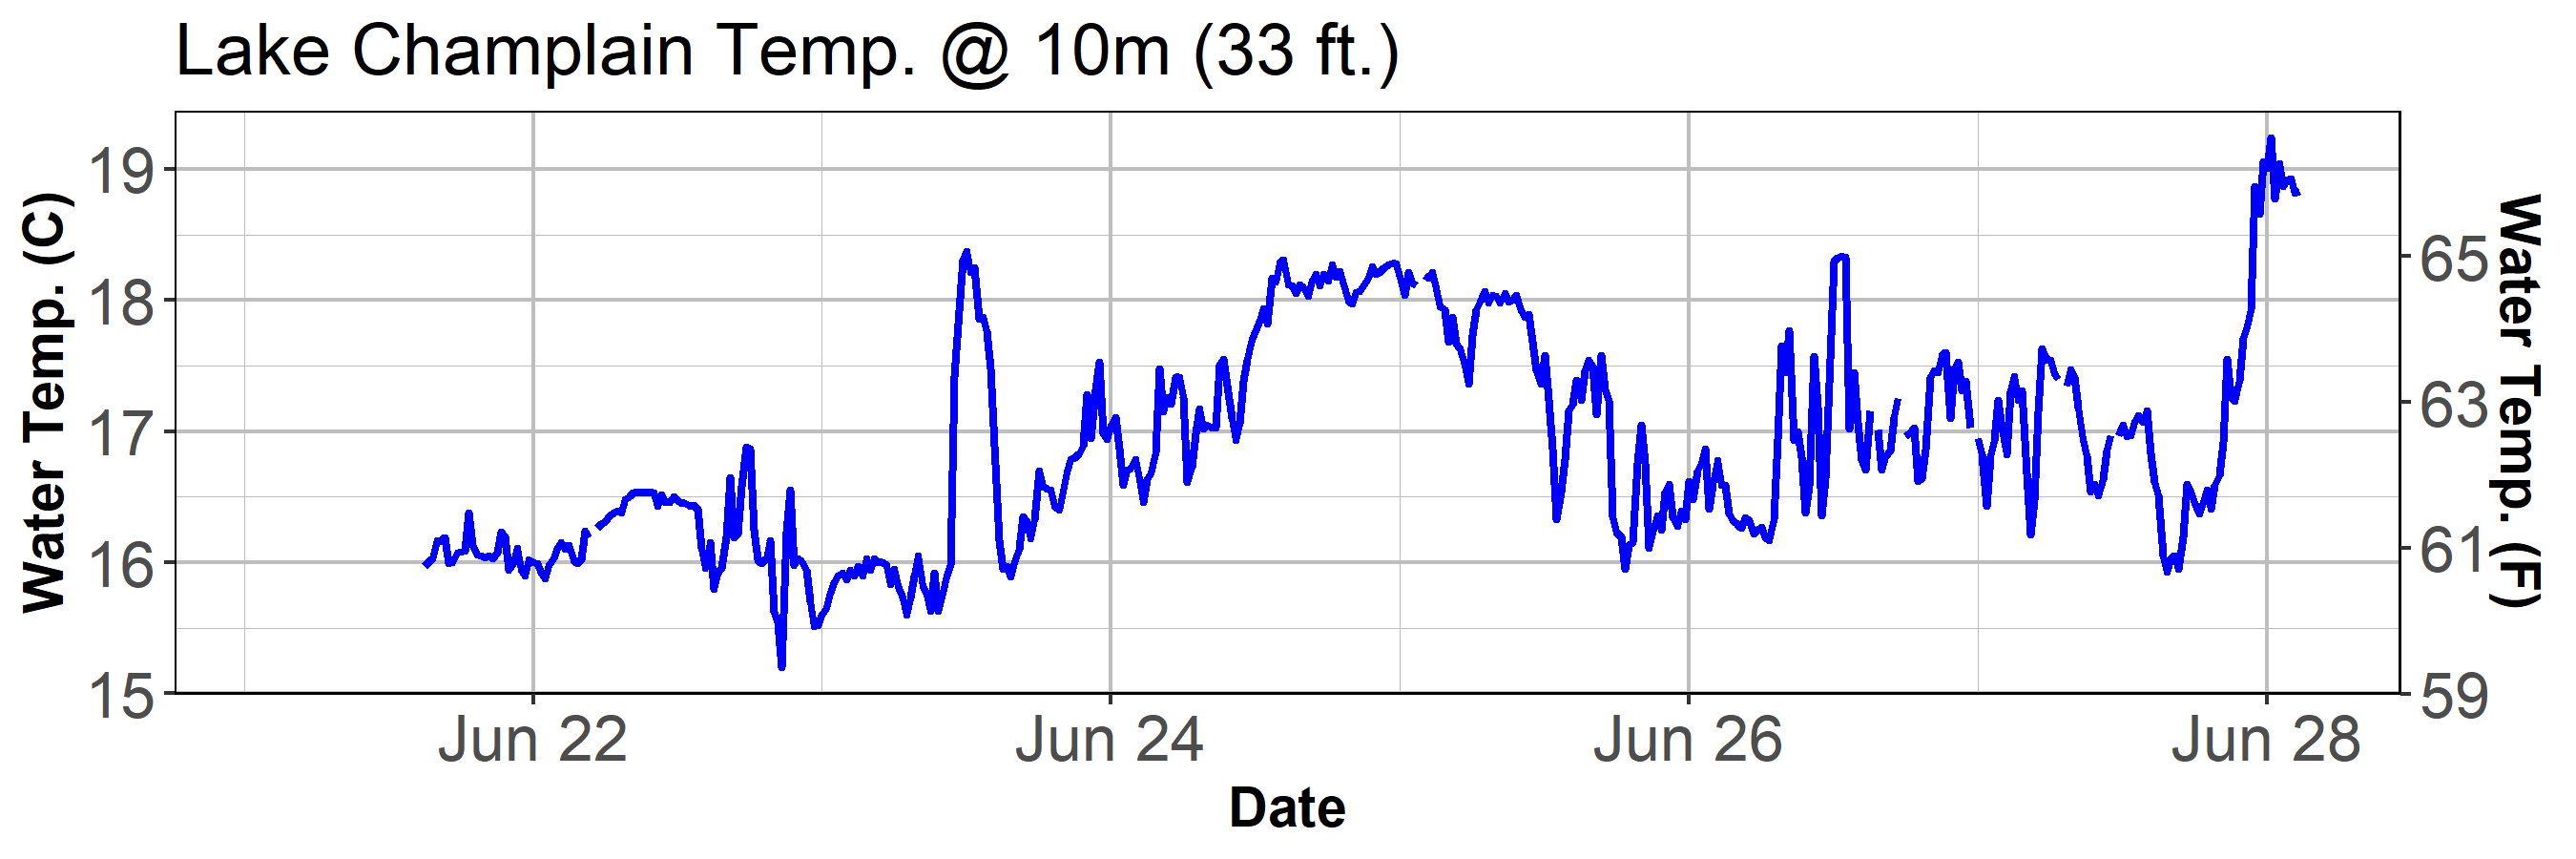 Lake Champlain Temp. @ 10m (33 ft.)
Water Temp. (C)
19
18
17
16
15
Water Temp. (F)
65
63
61
59
Jun 22
Jun 24
Jun 26
Jun 28
Date